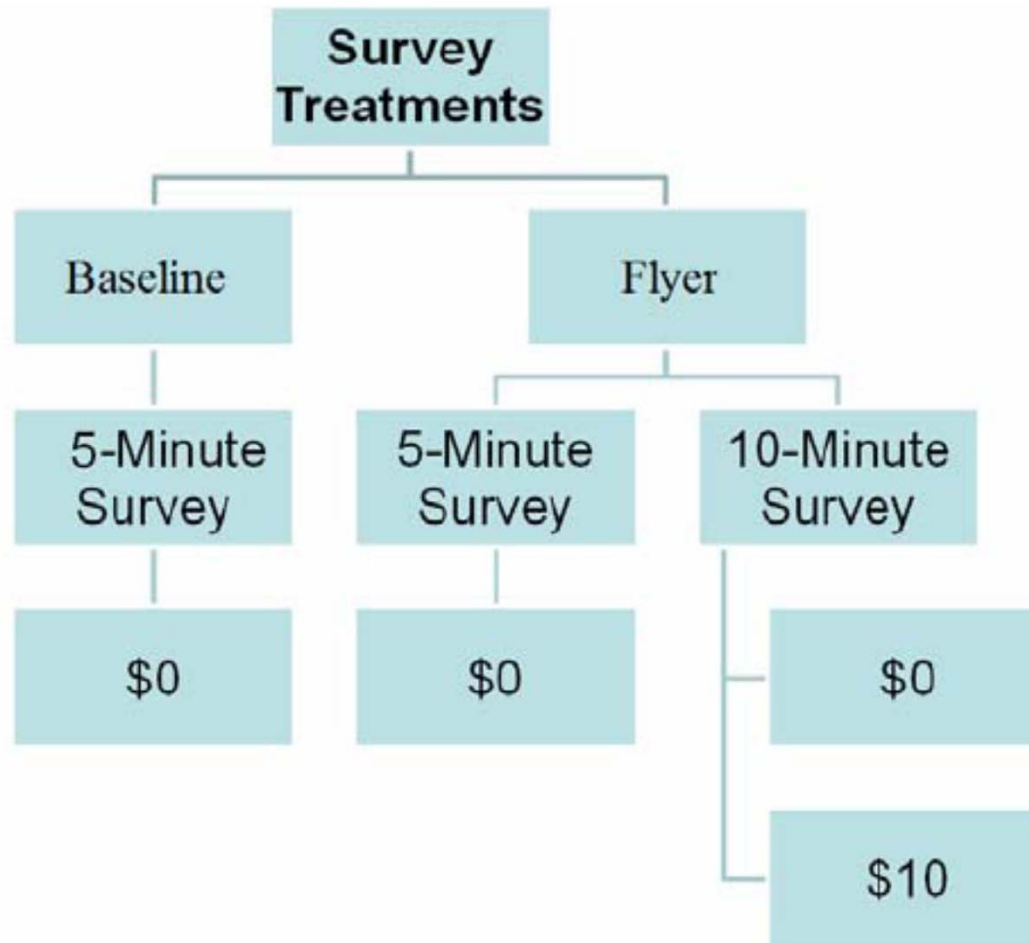 Survey
Treatments
Baseline
Flyer
5-Minute
Survey
5-Minute
Survey
10-Minute
Survey
$0
$0
$0
$10